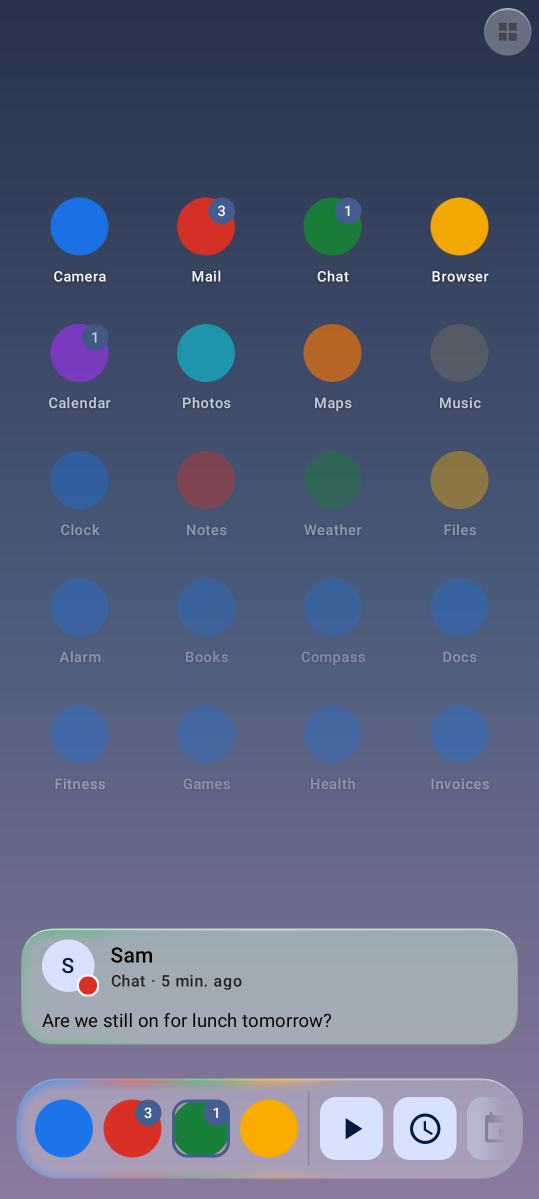 3
1
Camera
Mail
Chat
Browser
1
Calendar
Photos
Maps
Music
Clock
Notes
Weather
Files
Alarm
Books
Compass
Docs
Fitness
Games
Health
Invoices
S
Sam
Chat · 5 min. ago
Are we still on for lunch tomorrow?
3
1